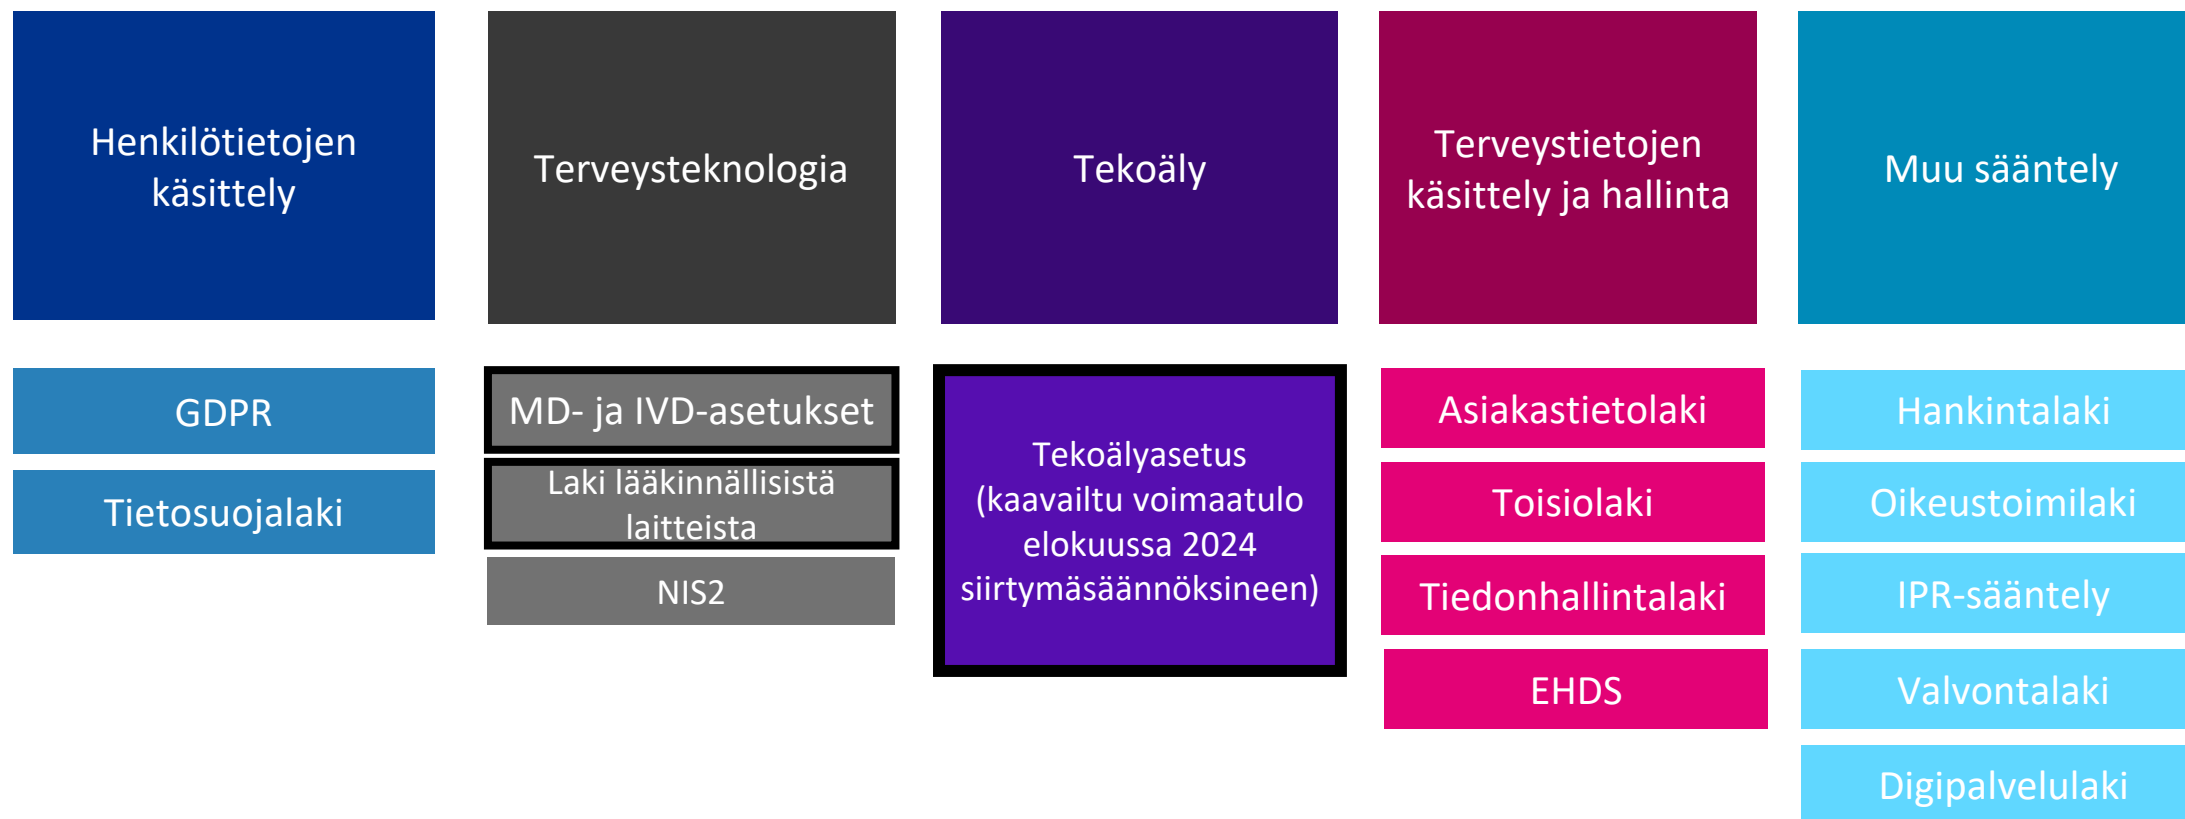 Henkilötietojen
käsittely
Terveysteknologia
Tekoäly
Terveystietojen
käsittely ja hallinta
Muu sääntely
GDPR
Tietosuojalaki
MD- ja IVD-asetukset
Laki lääkinnällisistä
laitteista
NIS2
Tekoälyasetus
(kaavailtu voimaatulo
elokuussa 2024
siirtymäsäännöksineen)
Asiakastietolaki
Toisiolaki
Tiedonhallintalaki
EHDS
Hankintalaki
Oikeustoimilaki
IPR-sääntely
Valvontalaki
Digipalvelulaki